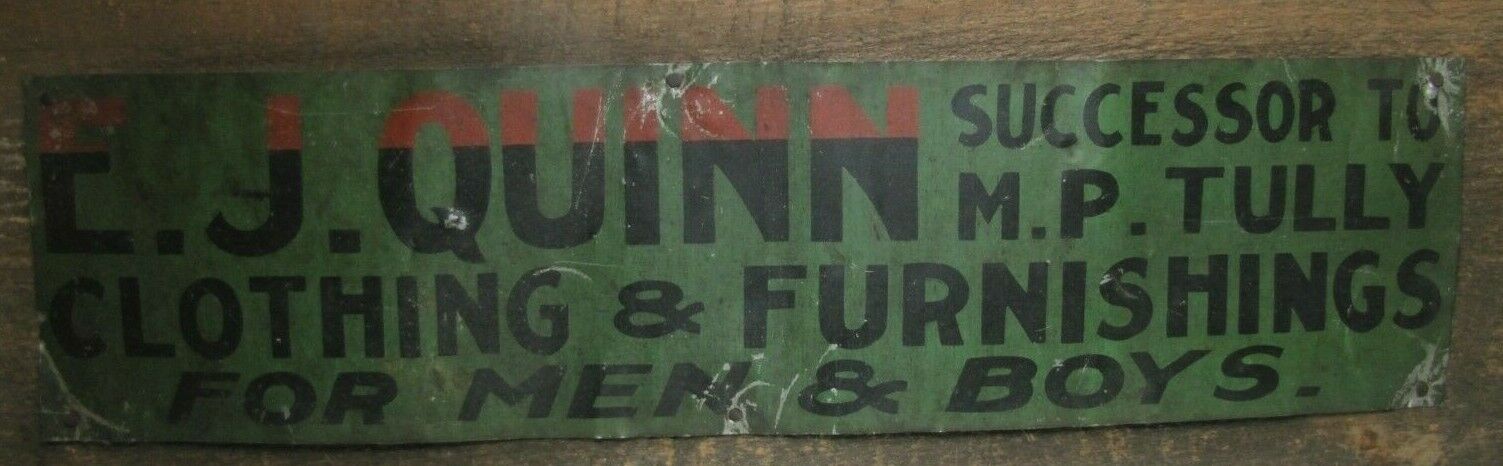 E.J.QUINN
SUCCESSOR TO
M.P.TULLY
CLOTHING & FURNISHINGS
FOR MEN & BOYS.